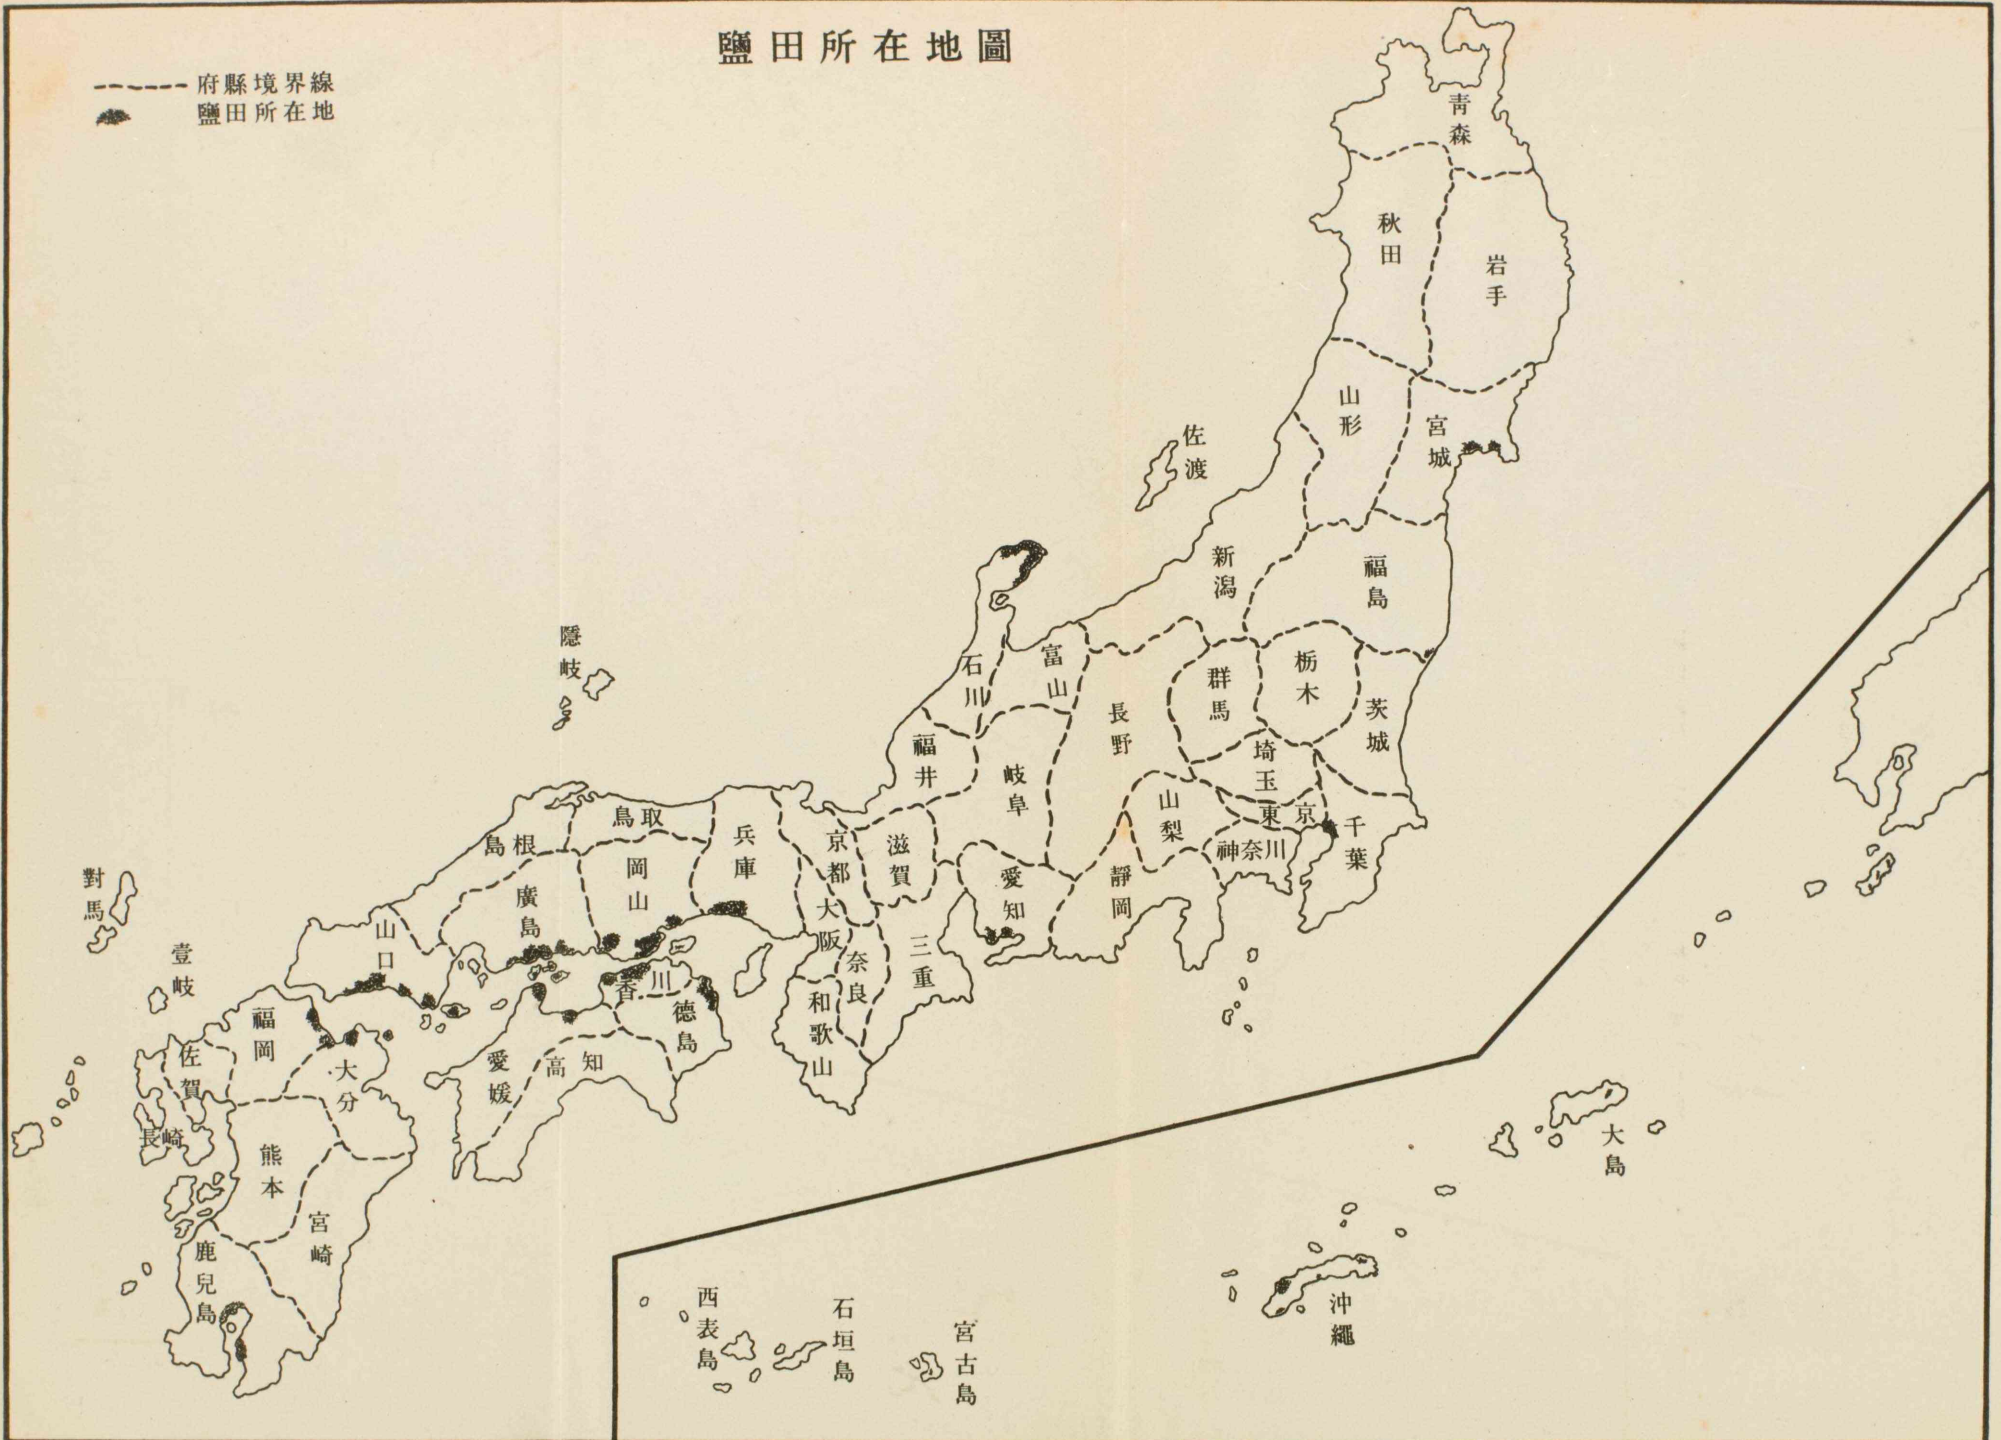 鹽田所在地圖
府縣境界線
鹽田所在地
靑森
秋田
岩手
山形
宮城
佐渡
新潟
福島
隱岐
石川
富山
群馬
栃木
長野
茨城
福井
岐阜
埼玉
山梨
東京
千葉
神奈川
靜岡
愛知
滋賀
京都
兵庫
鳥取
島根
岡山
廣島
山口
大阪
奈良
三重
和歌山
香川
德島
愛媛
高知
對馬
壹岐
福岡
佐賀
長崎
大分
熊本
宮崎
鹿兒島
大島
沖繩
西表島
石垣島
宮古島